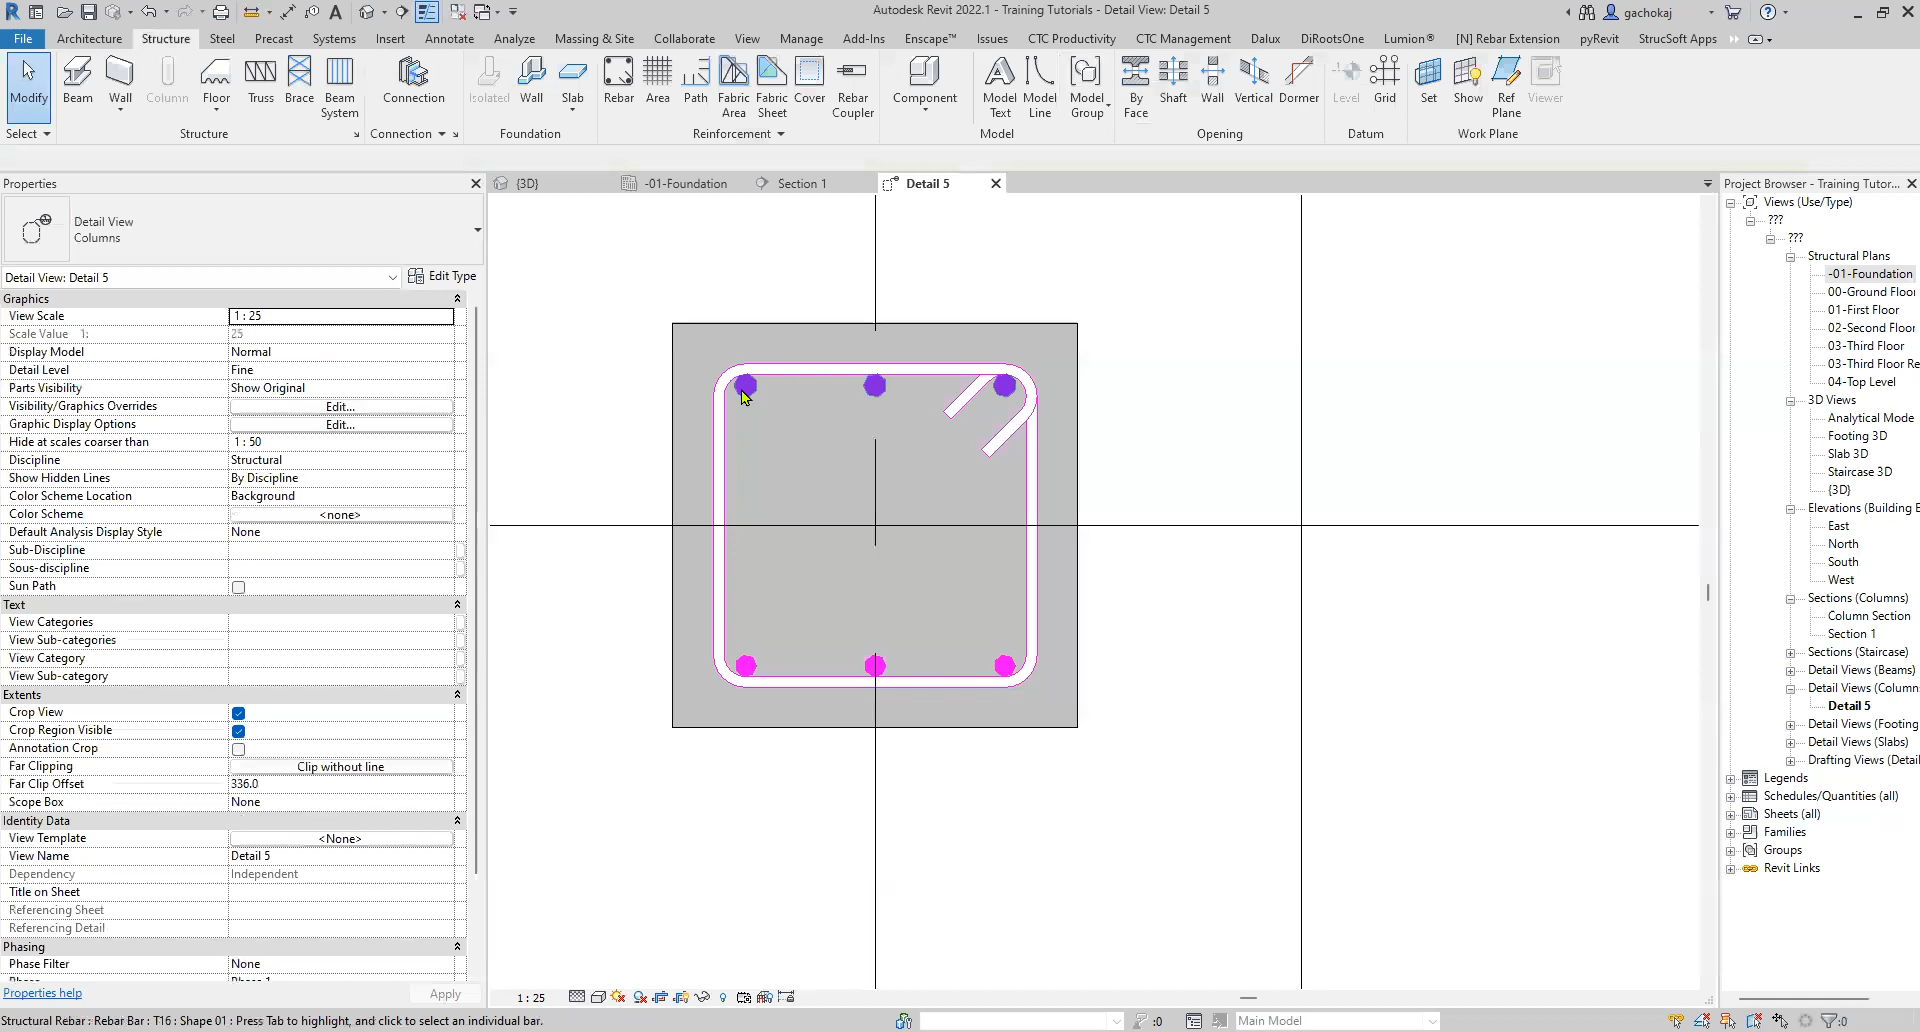 Autodesk Revit 2022.1 - Training Tutorials - Detail View: Detail 5
gachokaj
File Architecture Structure Steel Precast Systems Insert Annotate Analyze Massing & Site Collaborate View Manage Add-Ins Enscape™ Issues CTC Productivity CTC Management Dalux DiRootsOne Lumion® [N] Rebar Extension pyRevit StrucSoft Apps
Modify Beam Wall Column Floor Truss Brace Beam System Connection Isolated Wall Slab Rebar Area Path Fabric Area Fabric Sheet Cover Rebar Coupler Component Model Text Model Line Model Group By Face Shaft Wall Vertical Dormer Level Grid Set Show Ref Plane Viewer
Select Structure Connection Foundation Reinforcement Model Opening Datum Work Plane
Properties
{3D} -01-Foundation Section 1 Detail 5
Project Browser - Training Tutor...
Detail View
Columns
Detail View: Detail 5 Edit Type
Graphics
View Scale 1 : 25
Scale Value 1: 25
Display Model Normal
Detail Level Fine
Parts Visibility Show Original
Visibility/Graphics Overrides Edit...
Graphic Display Options Edit...
Hide at scales coarser than 1 : 50
Discipline Structural
Show Hidden Lines By Discipline
Color Scheme Location Background
Color Scheme <none>
Default Analysis Display Style None
Sub-Discipline
Sous-discipline
Sun Path
Text
View Categories
View Sub-categories
View Category
View Sub-category
Extents
Crop View
Crop Region Visible
Annotation Crop
Far Clipping Clip without line
Far Clip Offset 336.0
Scope Box None
Identity Data
View Template <None>
View Name Detail 5
Dependency Independent
Title on Sheet
Referencing Sheet
Referencing Detail
Phasing
Phase Filter None
Properties help Apply
Views (Use/Type)
???
???
Structural Plans
-01-Foundation
00-Ground Floor
01-First Floor
02-Second Floor
03-Third Floor
03-Third Floor Re
04-Top Level
3D Views
Analytical Mode
Footing 3D
Slab 3D
Staircase 3D
{3D}
Elevations (Building E
East
North
South
West
Sections (Columns)
Column Section
Section 1
Sections (Staircase)
Detail Views (Beams)
Detail Views (Column
Detail 5
Detail Views (Footing
Detail Views (Slabs)
Drafting Views (Detai
Legends
Schedules/Quantities (all)
Sheets (all)
Families
Groups
Revit Links
1 : 25
Structural Rebar : Rebar Bar : T16 : Shape 01 : Press Tab to highlight, and click to select an individual bar.
:0 Main Model :0